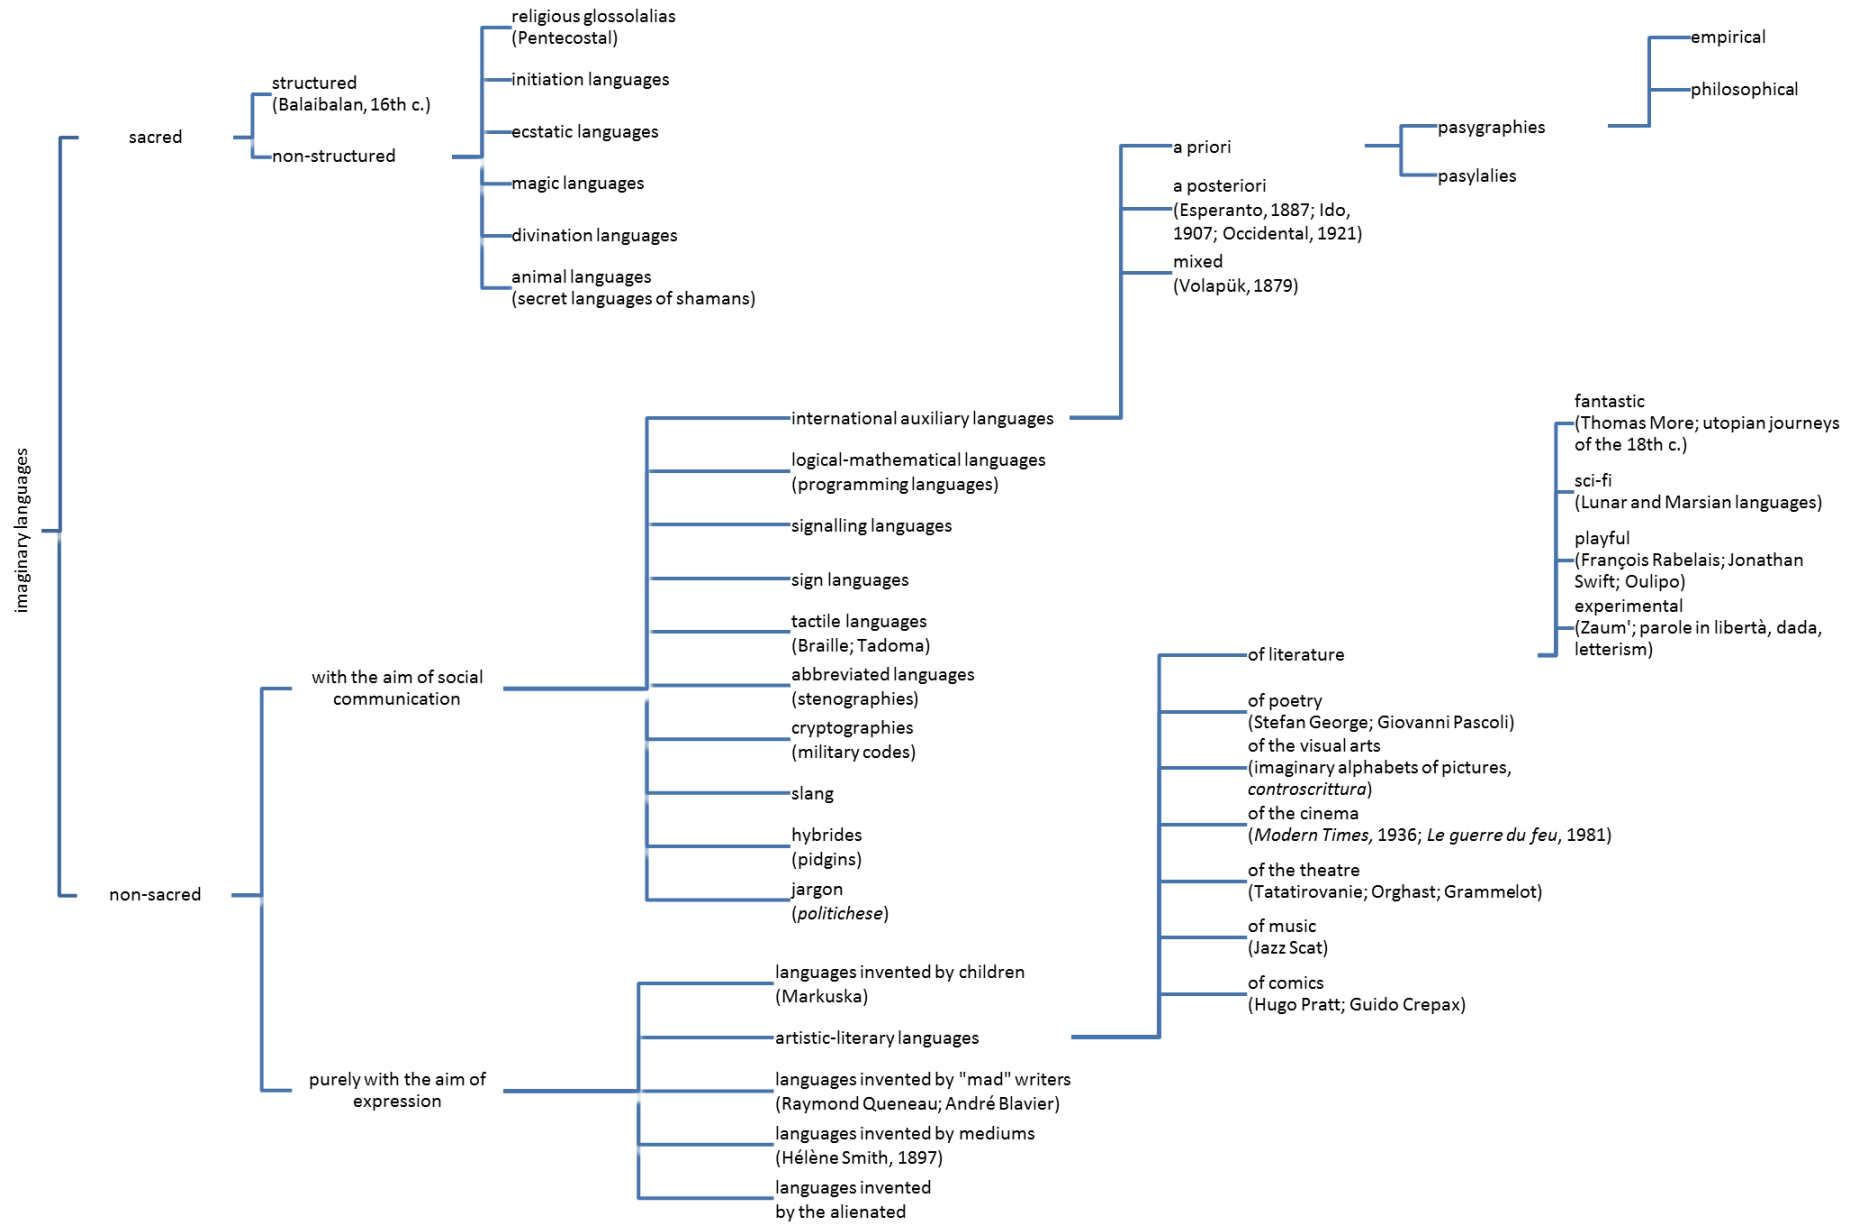 imaginary languages
sacred
structured
(Balaibalan, 16th c.)
non-structured
religious glossolalias
(Pentecostal)
initiation languages
ecstatic languages
magic languages
divination languages
animal languages
(secret languages of shamans)
non-sacred
with the aim of social
communication
international auxiliary languages
a priori
pasygraphies
empirical
philosophical
pasylalies
a posteriori
(Esperanto, 1887; Ido,
1907; Occidental, 1921)
mixed
(Volapük, 1879)
logical-mathematical languages
(programming languages)
signalling languages
sign languages
tactile languages
(Braille; Tadoma)
abbreviated languages
(stenographies)
cryptographies
(military codes)
slang
hybrides
(pidgins)
jargon
(politichese)
purely with the aim of
expression
languages invented by children
(Markuska)
artistic-literary languages
of literature
fantastic
(Thomas More; utopian journeys
of the 18th c.)
sci-fi
(Lunar and Marsian languages)
playful
(François Rabelais; Jonathan
Swift; Oulipo)
experimental
(Zaum'; parole in libertà, dada,
letterism)
of poetry
(Stefan George; Giovanni Pascoli)
of the visual arts
(imaginary alphabets of pictures,
controscrittura)
of the cinema
(Modern Times, 1936; Le guerre du feu, 1981)
of the theatre
(Tatatirovanie; Orghast; Grammelot)
of music
(Jazz Scat)
of comics
(Hugo Pratt; Guido Crepax)
languages invented by "mad" writers
(Raymond Queneau; André Blavier)
languages invented by mediums
(Hélène Smith, 1897)
languages invented
by the alienated